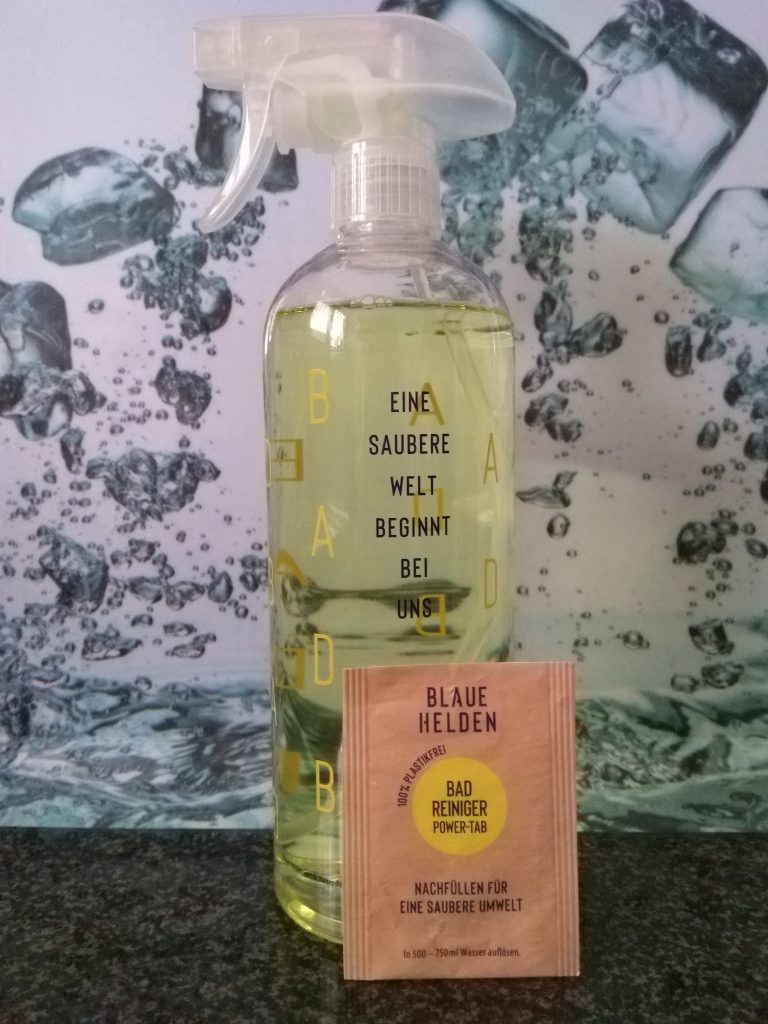 EINE
SAUBERE
WELT
BEGINNT
BEI
UNS
B
A
D
B
A
D
BLAUE
HELDEN
100% PLASTIKFREI
BAD
REINIGER
POWER-TAB
NACHFÜLLEN FÜR
EINE SAUBERE UMWELT
In 500 – 750ml Wasser auflösen.